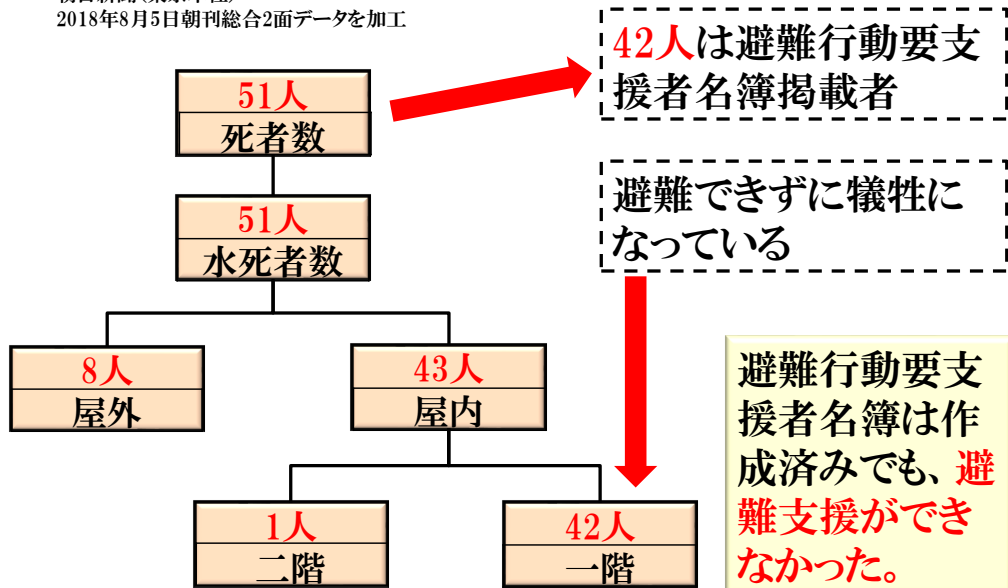 2018年8月5日朝刊総合2面データを加工
51人
死者数
42人は避難行動要支
援者名簿掲載者
51人
水死者数
避難できずに犠牲に
なっている
8人
屋外
43人
屋内
1人
二階
42人
一階
避難行動要支
援者名簿は作
成済みでも、避
難支援ができ
なかった。